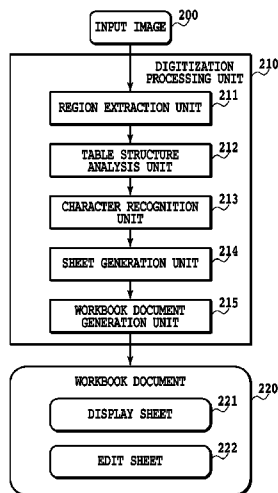 200
INPUT IMAGE
DIGITIZATION
PROCESSING UNIT
210
211
REGION EXTRACTION UNIT
212
TABLE STRUCTURE
ANALYSIS UNIT
213
CHARACTER RECOGNITION
UNIT
214
SHEET GENERATION UNIT
215
WORKBOOK DOCUMENT
GENERATION UNIT
WORKBOOK DOCUMENT
220
221
DISPLAY SHEET
222
EDIT SHEET